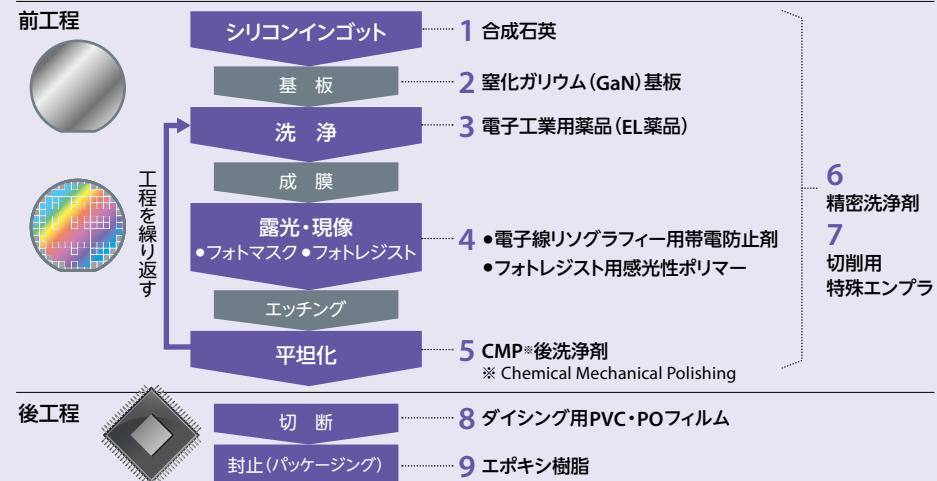 前工程
シリコンインゴット
1 合成石英
基 板
2 窒化ガリウム(GaN)基板
洗 浄
3 電子工業用薬品(EL薬品)
成 膜
工程を繰り返す
露光・現像
●フォトマスク ●フォトレジスト
4 ●電子線リソグラフィー用帯電防止剤
●フォトレジスト用感光性ポリマー
エッチング
平坦化
5 CMP※後洗浄剤
※ Chemical Mechanical Polishing
6
精密洗浄剤
7
切削用
特殊エンプラ
後工程
切 断
8 ダイシング用PVC・POフィルム
封止(パッケージング)
9 エポキシ樹脂